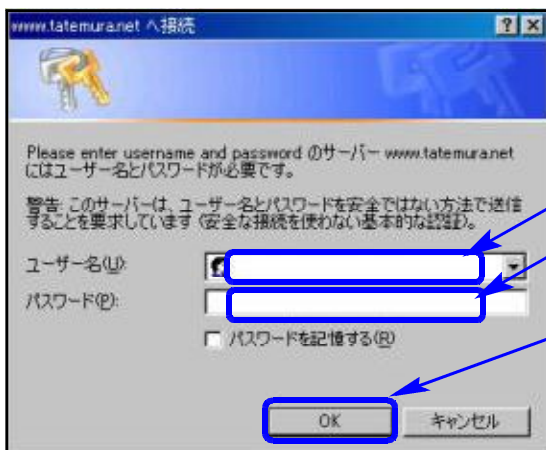 www.tatemura.net へ接続
Please enter username and password のサーバー www.tatemura.net
にはユーザー名とパスワードが必要です。
警告: このサーバーは、ユーザー名とパスワードを安全ではない方法で送信
することを要求しています (安全な接続を使わない基本的な認証)。
ユーザー名(U):
パスワード(P):
パスワードを記憶する(R)
OK キャンセル